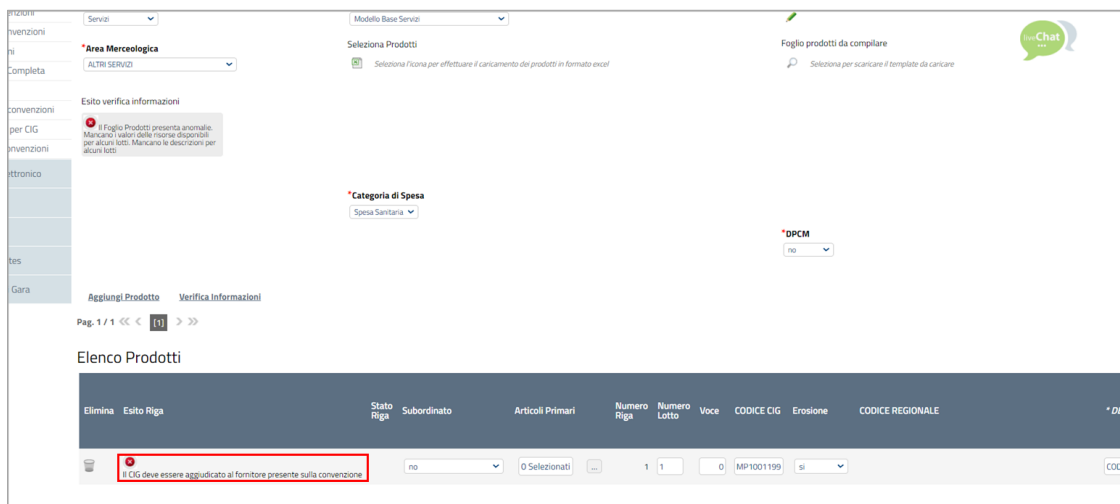 Servizi
Modello Base Servizi
nvenzioni
liveChat
ni
*Area Merceologica
Seleziona Prodotti
Foglio prodotti da compilare
ALTRI SERVIZI
Seleziona l'icona per effettuare il caricamento dei prodotti in formato excel
Seleziona per scaricare il template da caricare
Completa
Esito verifica informazioni
convenzioni
Il Foglio Prodotti presenta anomalie.
Mancano i valori delle risorse disponibili
per alcuni lotti. Mancano le descrizioni per
alcuni lotti
per CIG
onvenzioni
ettronico
*Categoria di Spesa
Spesa Sanitaria
*DPCM
no
tes
Gara
Aggiungi Prodotto Verifica Informazioni
Pag. 1 / 1 [1]
Elenco Prodotti
Elimina Esito Riga Stato Riga Subordinato Articoli Primari Numero Riga Numero Lotto Voce CODICE CIG Erosione CODICE REGIONALE * DE
Il CIG deve essere aggiudicato al fornitore presente sulla convenzione
no 0 Selezionati ... 1 1 0 MP1001199 si COD